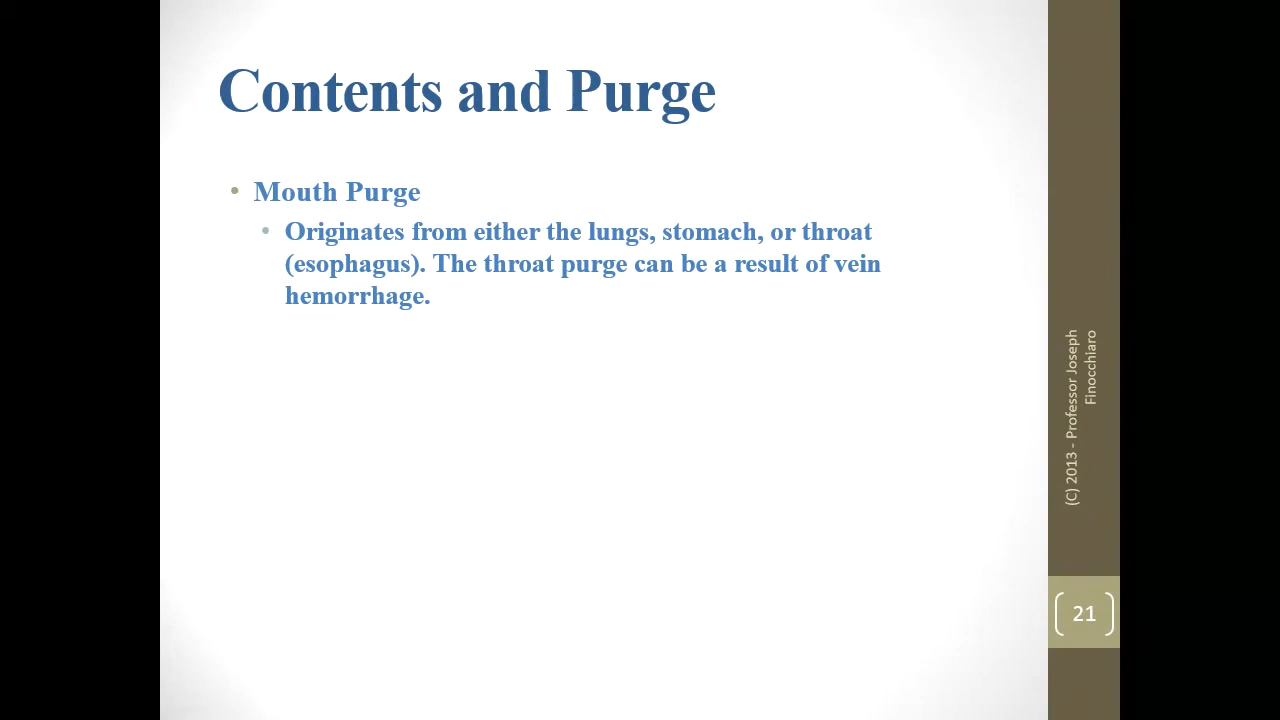 Contents and Purge
• Mouth Purge
• Originates from either the lungs, stomach, or throat
(esophagus). The throat purge can be a result of vein
hemorrhage.
(C) 2013 - Professor Joseph
Finocchiaro
21